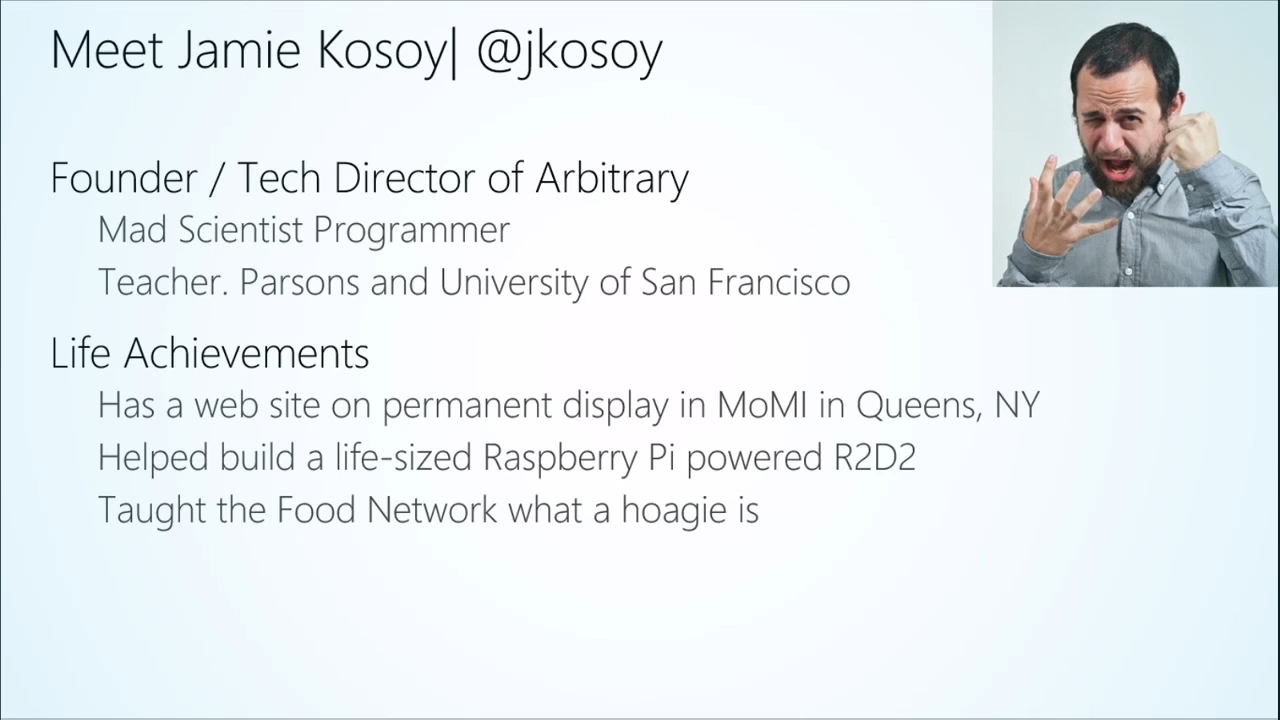 Meet Jamie Kosoy| @jkosoy
Founder / Tech Director of Arbitrary
Mad Scientist Programmer
Teacher. Parsons and University of San Francisco
Life Achievements
Has a web site on permanent display in MoMI in Queens, NY
Helped build a life-sized Raspberry Pi powered R2D2
Taught the Food Network what a hoagie is